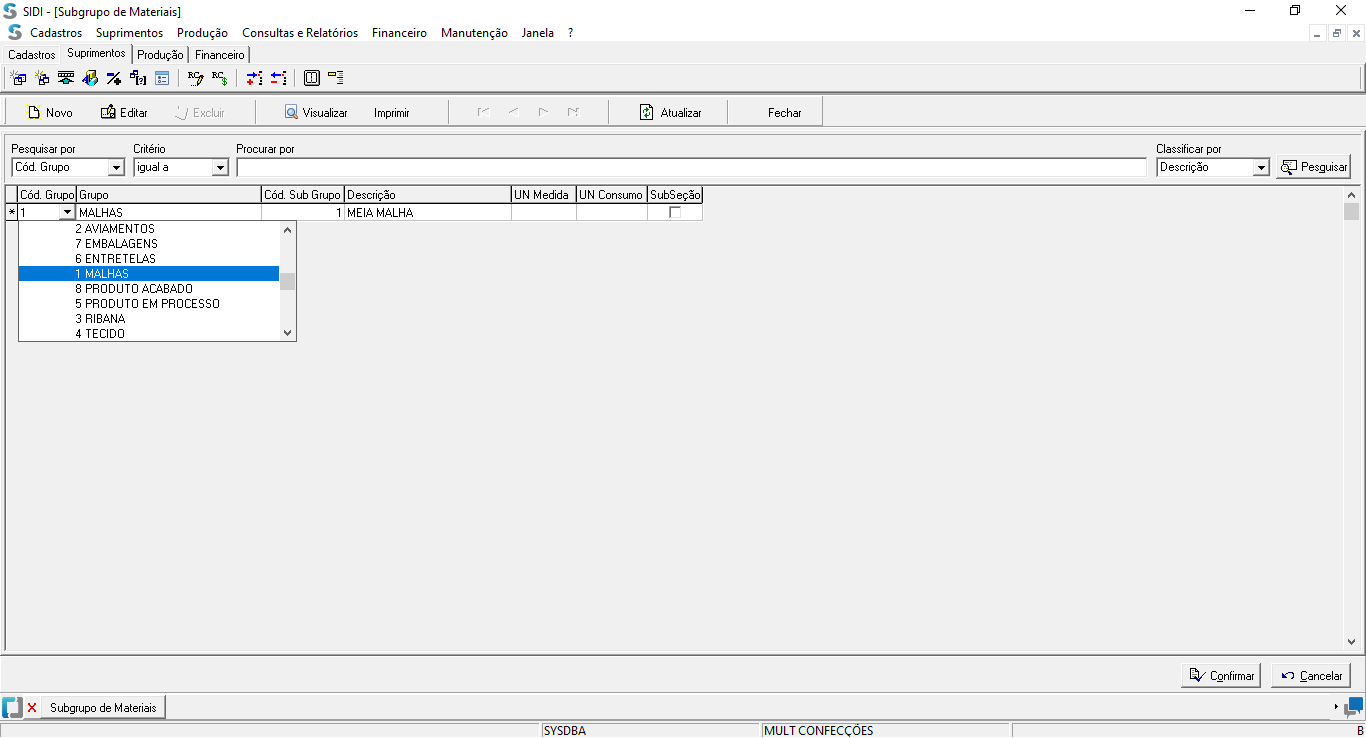 SIDI - [Subgrupo de Materiais]
Cadastros Suprimentos Produção Consultas e Relatórios Financeiro Manutenção Janela ?
Cadastros Suprimentos Produção Financeiro
Novo Editar Excluir Visualizar Imprimir Atualizar Fechar
Pesquisar por Critério Procurar por Classificar por
Cód. Grupo igual a Descrição Pesquisar
Cód. Grupo Grupo Cód. Sub Grupo Descrição UN Medida UN Consumo SubSeção
* 1 MALHAS 1 MEIA MALHA
2 AVIAMENTOS
7 EMBALAGENS
6 ENTRETELAS
1 MALHAS
8 PRODUTO ACABADO
5 PRODUTO EM PROCESSO
3 RIBANA
4 TECIDO
Confirmar Cancelar
Subgrupo de Materiais
SYSDBA MULT CONFECÇÕES B